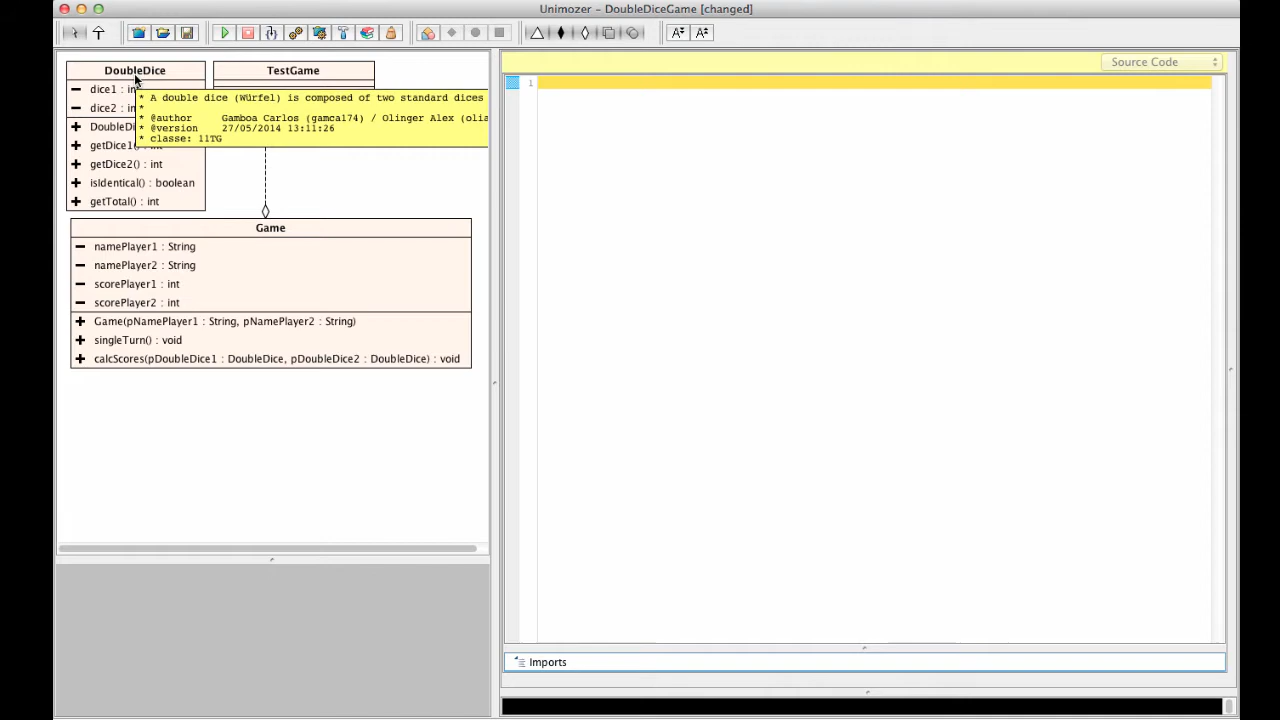 Unimozer - DoubleDiceGame [changed]
Source Code
DoubleDice
TestGame
dice1 : in
dice2 : in
DoubleDi
getDice1() : int
getDice2() : int
isIdentical() : boolean
getTotal() : int
* A double dice (Würfel) is composed of two standard dices
*
* @author Gamboa Carlos (gamca174) / Olinger Alex (olia
* @version 27/05/2014 13:11:26
* classe: 11TG
Game
namePlayer1 : String
namePlayer2 : String
scorePlayer1 : int
scorePlayer2 : int
Game(pNamePlayer1 : String, pNamePlayer2 : String)
singleTurn() : void
calcScores(pDoubleDice1 : DoubleDice, pDoubleDice2 : DoubleDice) : void
1
Imports